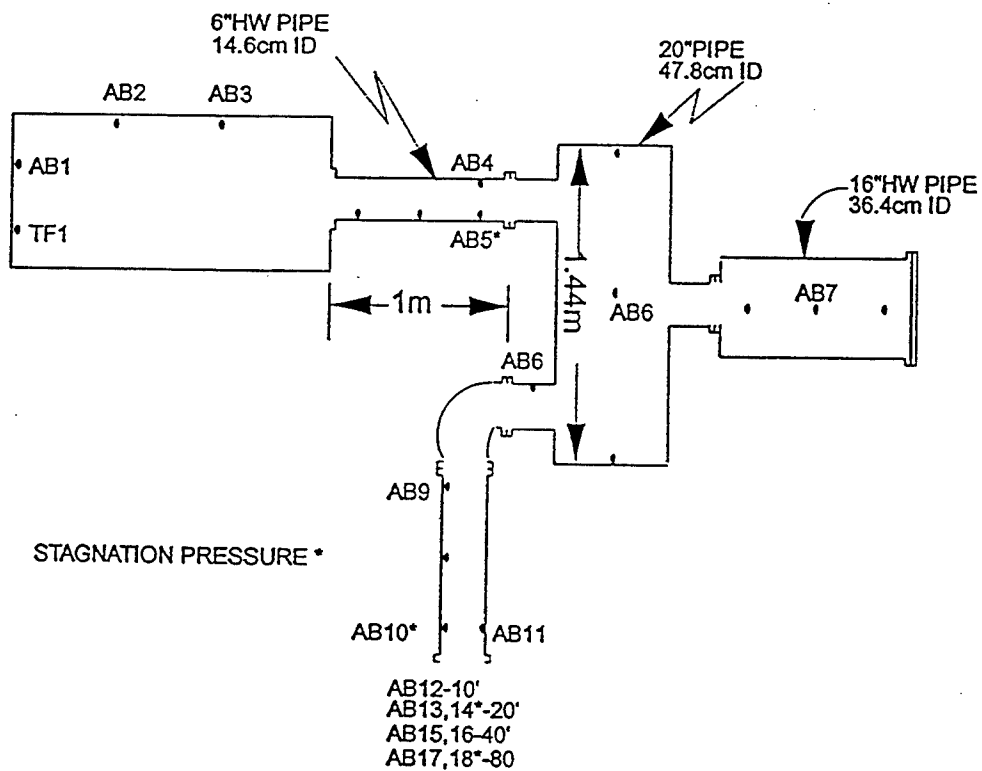 6"HW PIPE
14.6cm ID
20"PIPE
47.8cm ID
AB2
AB3
AB1
AB4
16"HW PIPE
36.4cm ID
TF1
AB5*
1m
1.44m
AB6
AB7
AB6
AB9
STAGNATION PRESSURE *
AB10*
AB11
AB12-10'
AB13,14*-20'
AB15,16-40'
AB17,18*-80